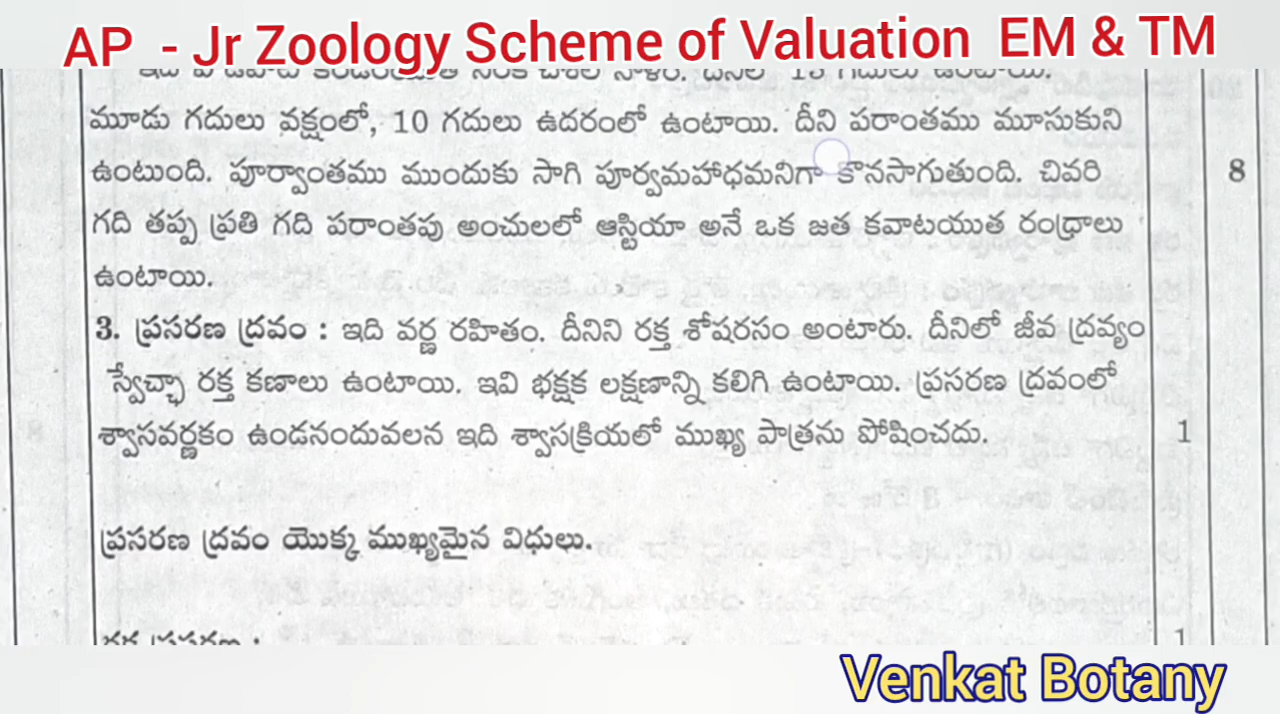 AP - Jr Zoology Scheme of Valuation EM & TM
మూడు గదులు వక్షంలో, 10 గదులు ఉదరంలో ఉంటాయి. దీని పరాంతము మూసుకుని
ఉంటుంది. పూర్వాంతము ముందుకు సాగి పూర్వమహాధమనిగా కొనసాగుతుంది. చివరి 8
గది తప్ప ప్రతి గది పరాంతపు అంచులలో ఆస్టియా అనే ఒక జత కవాటయుత రంధ్రాలు
ఉంటాయి.
3. ప్రసరణ ద్రవం : ఇది వర్ణ రహితం. దీనిని రక్త శోషరసం అంటారు. దీనిలో జీవ ద్రవ్యం
స్వేచ్ఛా రక్త కణాలు ఉంటాయి. ఇవి భక్షక లక్షణాన్ని కలిగి ఉంటాయి. ప్రసరణ ద్రవంలో
శ్వాసవర్ణకం ఉండనందువలన ఇది శ్వాసక్రియలో ముఖ్య పాత్రను పోషించదు. 1
ప్రసరణ ద్రవం యొక్క ముఖ్యమైన విధులు.
1
Venkat Botany